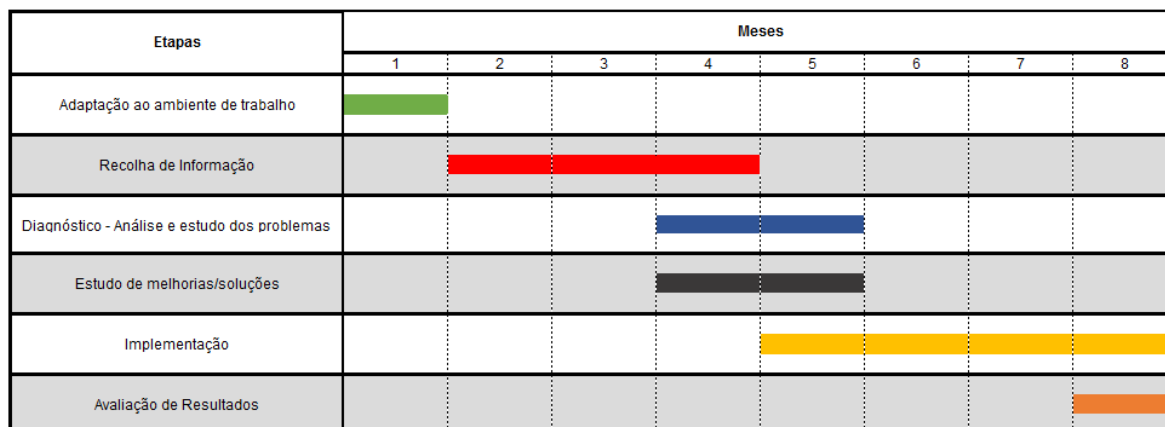 Etapas
Meses
1 2 3 4 5 6 7 8
Adaptação ao ambiente de trabalho
Recolha de Informação
Diagnóstico - Análise e estudo dos problemas
Estudo de melhorias/soluções
Implementação
Avaliação de Resultados